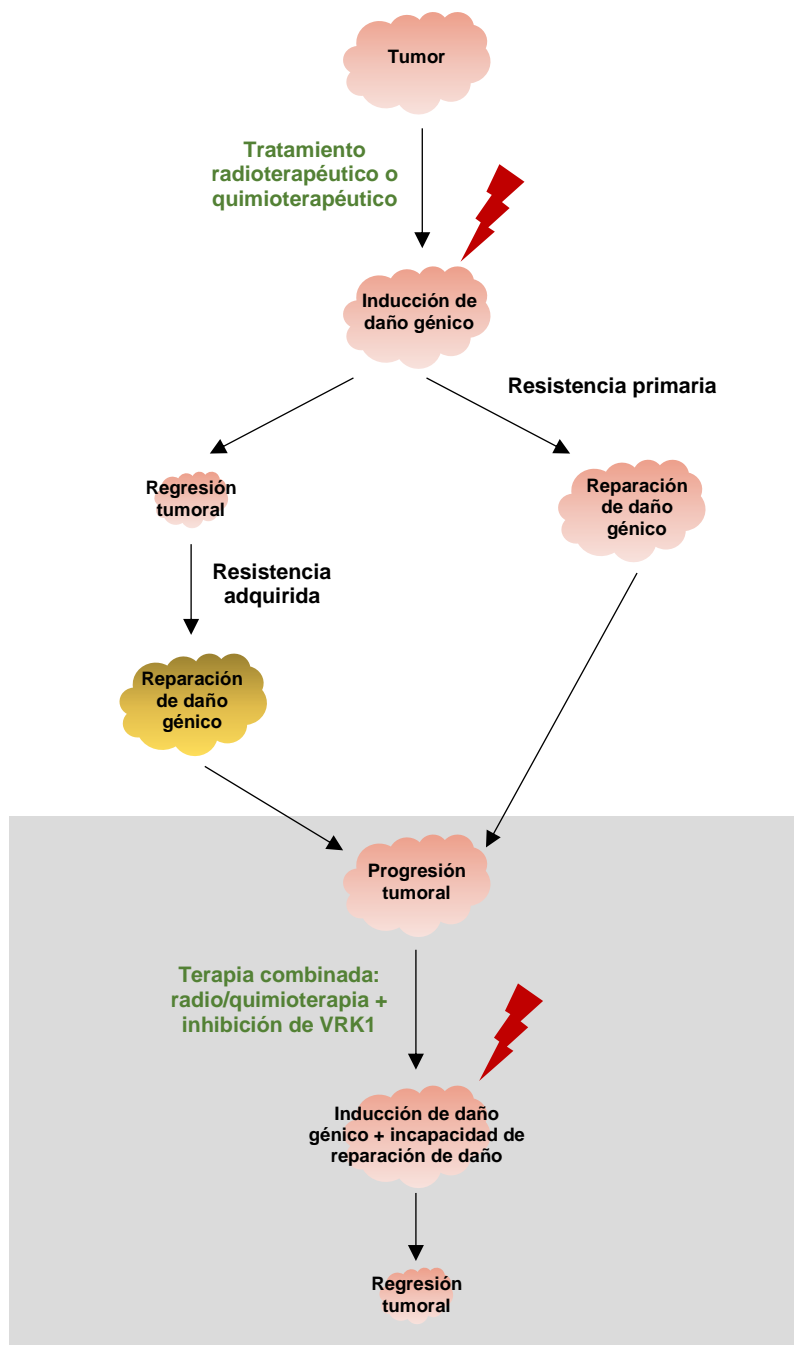 Tumor
Tratamiento
radioterapéutico o
quimioterapéutico
Inducción de
daño génico
Resistencia primaria
Regresión
tumoral
Reparación
de daño
génico
Resistencia
adquirida
Reparación
de daño
génico
Progresión
tumoral
Terapia combinada:
radio/quimioterapia +
inhibición de VRK1
Inducción de daño
génico + incapacidad de
reparación de daño
Regresión
tumoral